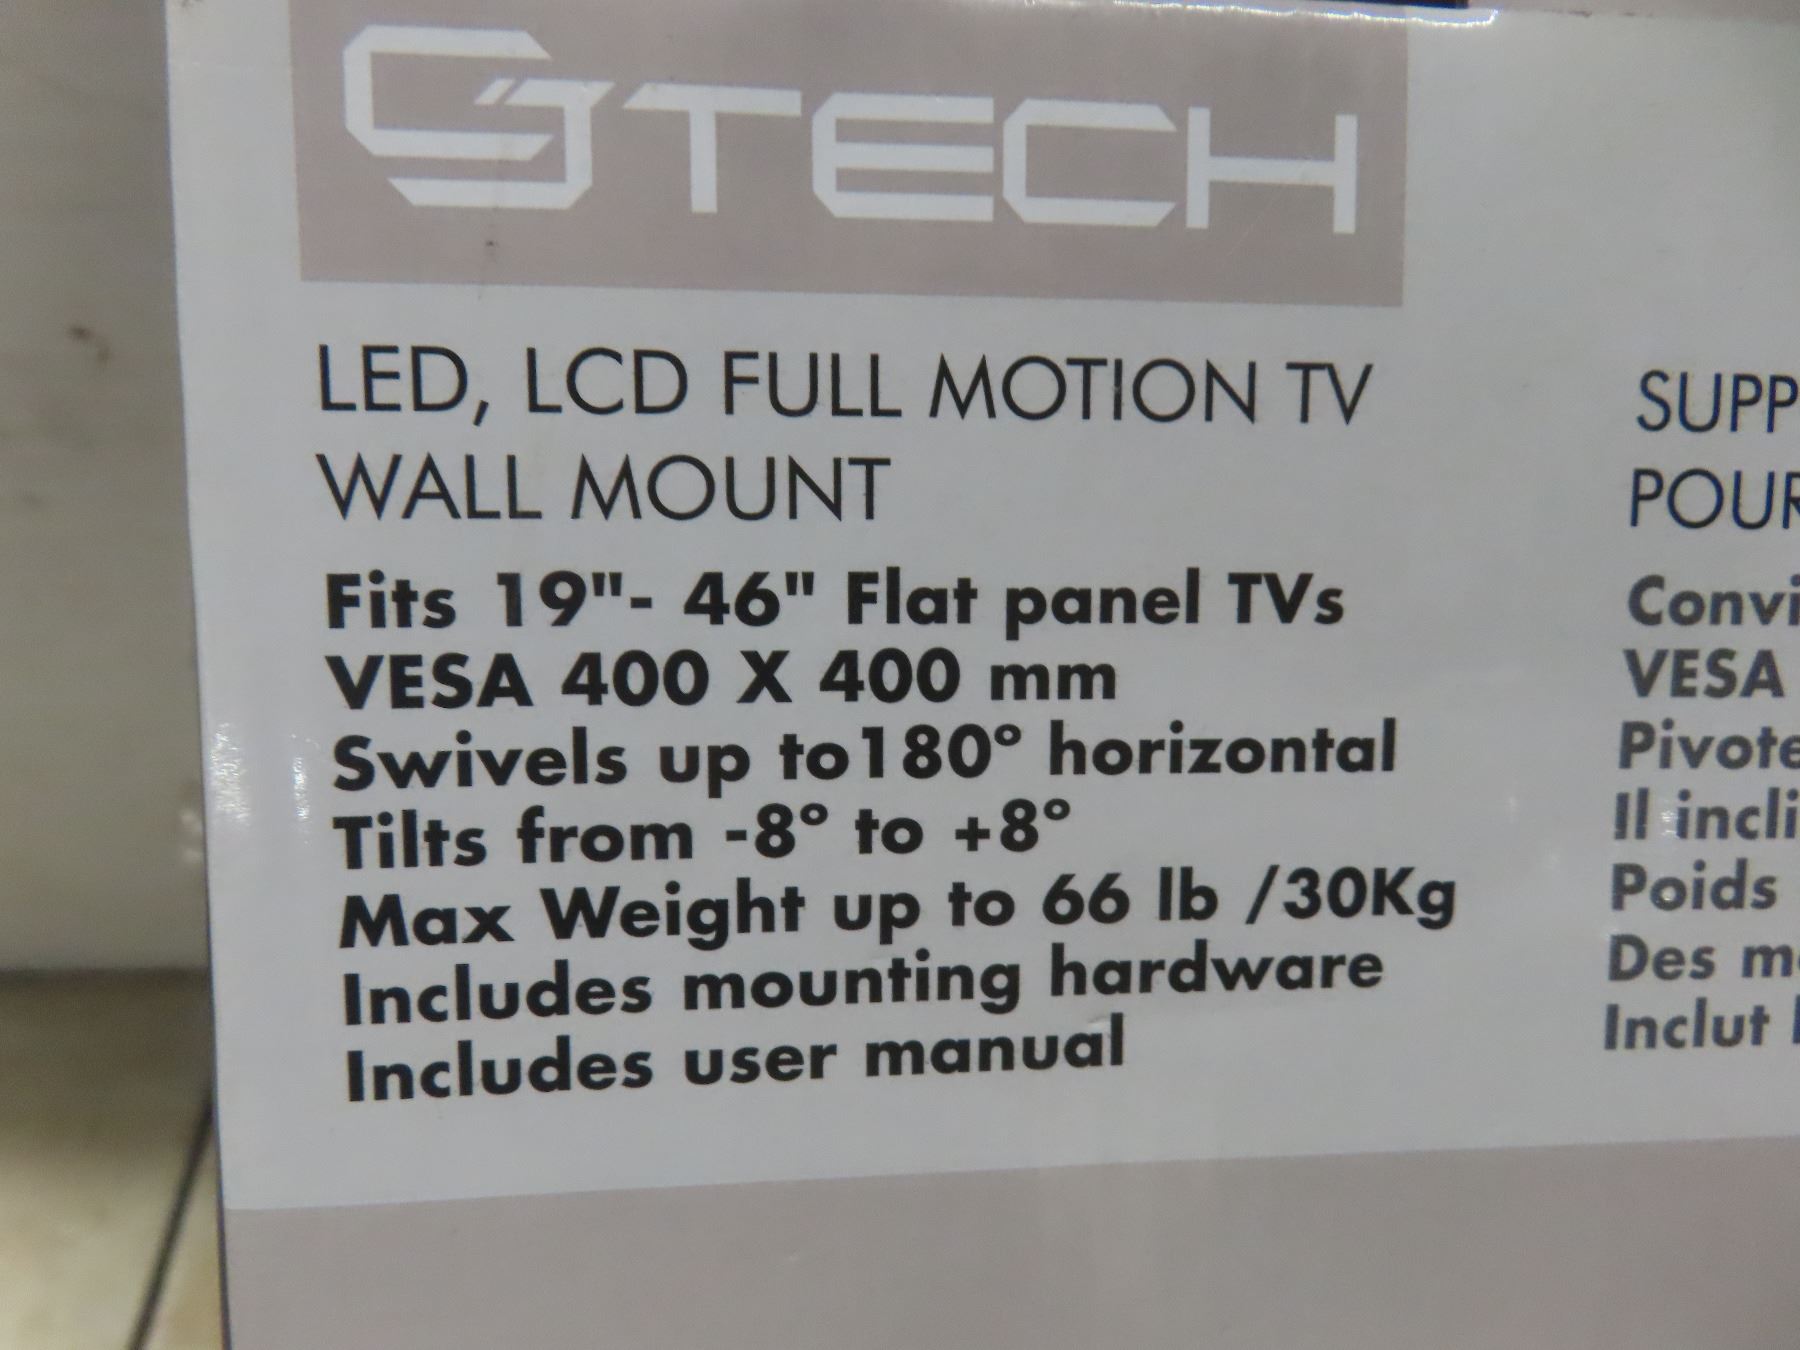 CJTECH
LED, LCD FULL MOTION TV
WALL MOUNT
Fits 19"- 46" Flat panel TVs
VESA 400 X 400 mm
Swivels up to180° horizontal
Tilts from -8° to +8°
Max Weight up to 66 lb /30Kg
Includes mounting hardware
Includes user manual
SUPP
POUR
Convi
VESA
Pivote
Il incli
Poids
Des m
Inclut